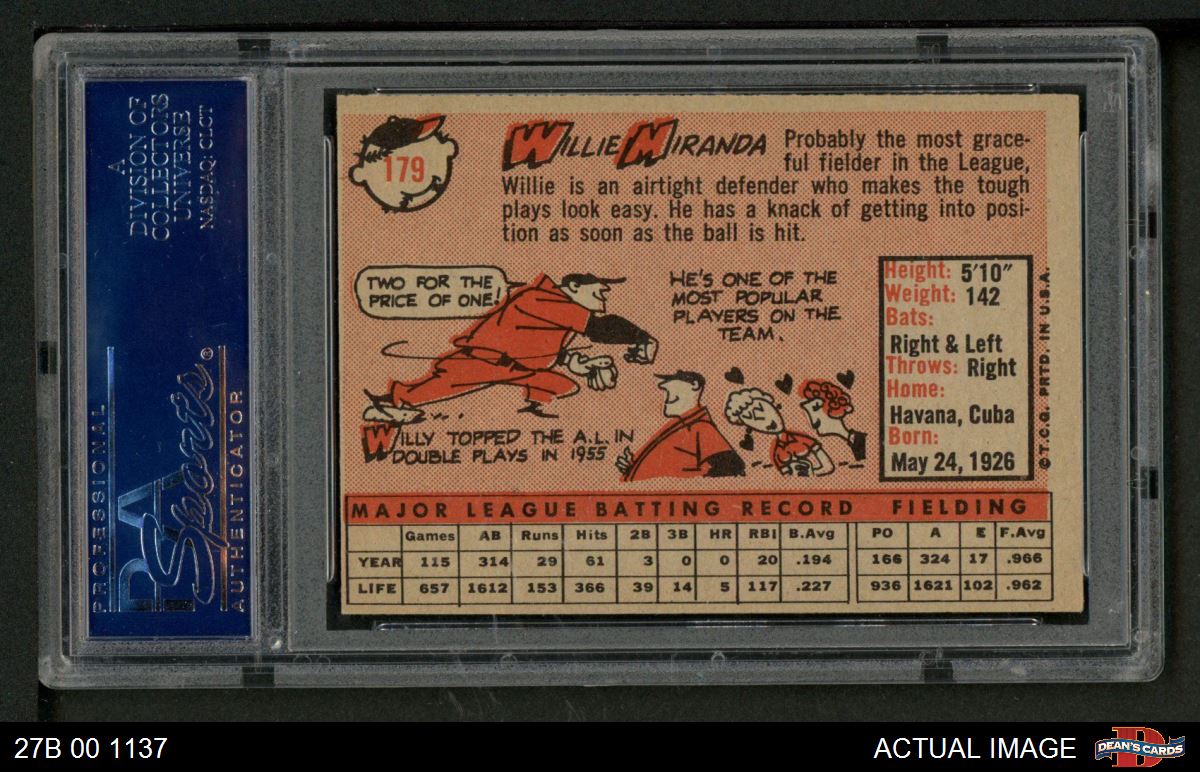 A
DIVISION OF
COLLECTORS
UNIVERSE
NASDAQ: CLCT
PSA
Sports®
PROFESSIONAL
AUTHENTICATOR
179
WILLIE MIRANDA
Probably the most grace-
ful fielder in the League,
Willie is an airtight defender who makes the tough
plays look easy. He has a knack of getting into posi-
tion as soon as the ball is hit.
TWO FOR THE
PRICE OF ONE!
HE'S ONE OF THE
MOST POPULAR
PLAYERS ON THE
TEAM.
WILLY TOPPED THE A.L. IN
DOUBLE PLAYS IN 1955
Height: 5'10"
Weight: 142
Bats:
Right & Left
Throws: Right
Home:
Havana, Cuba
Born:
May 24, 1926
©T.C.G. PRTD. IN U.S.A.
MAJOR LEAGUE BATTING RECORD FIELDING
Games AB Runs Hits 2B 3B HR RBI B.Avg PO A E F.Avg
YEAR 115 314 29 61 3 0 0 20 .194 166 324 17 .966
LIFE 657 1612 153 366 39 14 5 117 .227 936 1621 102 .962
27B 00 1137
ACTUAL IMAGE
D
DEAN'S CARDS